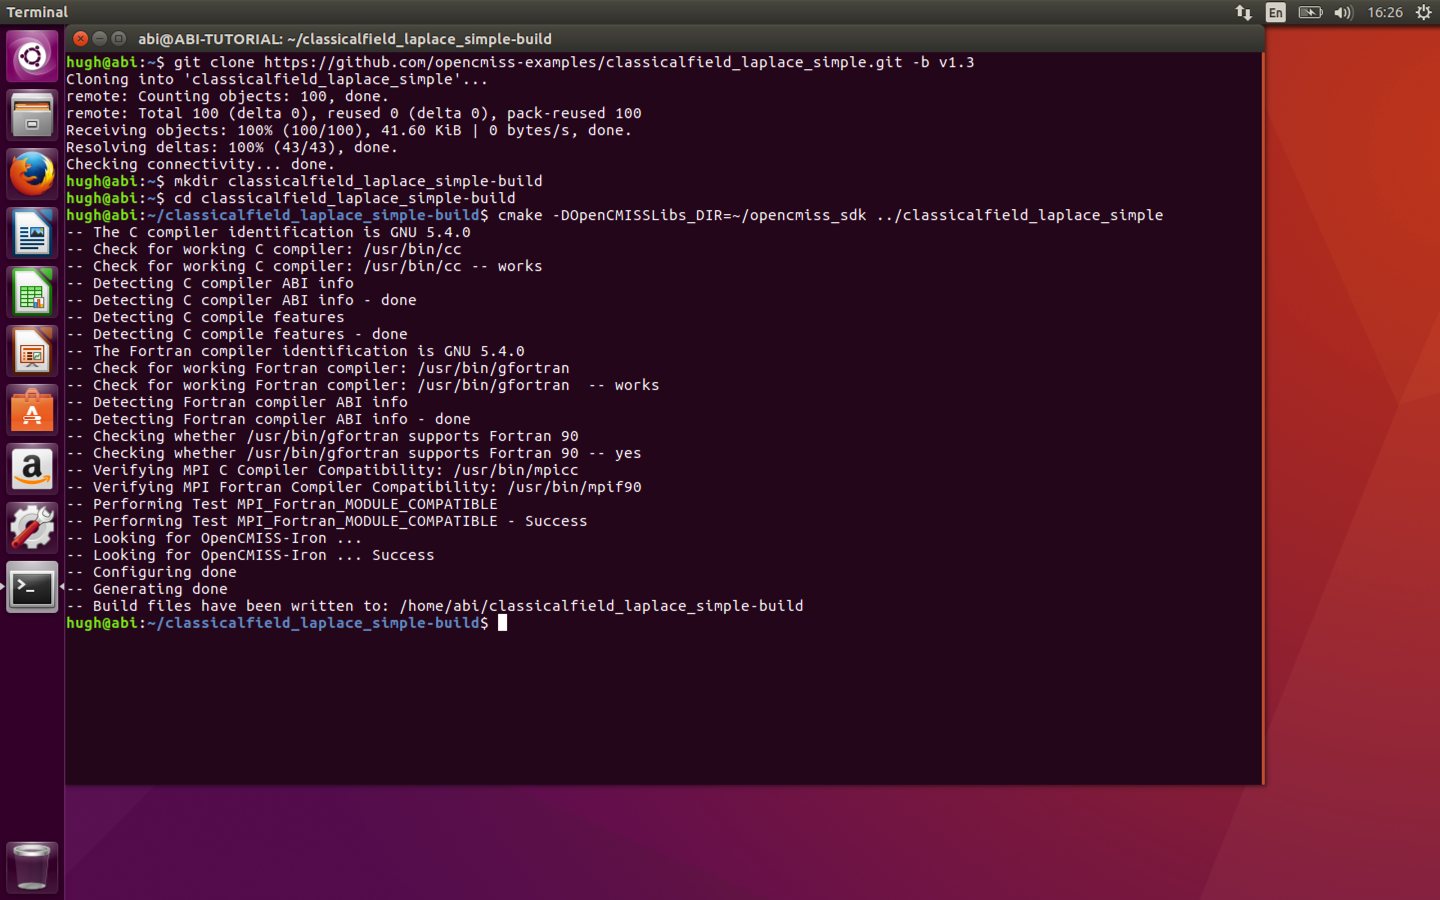 Terminal
En
16:26
abi@ABI-TUTORIAL: ~/classicalfield_laplace_simple-build
hugh@abi:~$ git clone https://github.com/opencmiss-examples/classicalfield_laplace_simple.git -b v1.3
Cloning into 'classicalfield_laplace_simple'...
remote: Counting objects: 100, done.
remote: Total 100 (delta 0), reused 0 (delta 0), pack-reused 100
Receiving objects: 100% (100/100), 41.60 KiB | 0 bytes/s, done.
Resolving deltas: 100% (43/43), done.
Checking connectivity... done.
hugh@abi:~$ mkdir classicalfield_laplace_simple-build
hugh@abi:~$ cd classicalfield_laplace_simple-build
hugh@abi:~/classicalfield_laplace_simple-build$ cmake -DOpenCMISSLibs_DIR=~/opencmiss_sdk ../classicalfield_laplace_simple
-- The C compiler identification is GNU 5.4.0
-- Check for working C compiler: /usr/bin/cc
-- Check for working C compiler: /usr/bin/cc -- works
-- Detecting C compiler ABI info
-- Detecting C compiler ABI info - done
-- Detecting C compile features
-- Detecting C compile features - done
-- The Fortran compiler identification is GNU 5.4.0
-- Check for working Fortran compiler: /usr/bin/gfortran
-- Check for working Fortran compiler: /usr/bin/gfortran  -- works
-- Detecting Fortran compiler ABI info
-- Detecting Fortran compiler ABI info - done
-- Checking whether /usr/bin/gfortran supports Fortran 90
-- Checking whether /usr/bin/gfortran supports Fortran 90 -- yes
-- Verifying MPI C Compiler Compatibility: /usr/bin/mpicc
-- Verifying MPI Fortran Compiler Compatibility: /usr/bin/mpif90
-- Performing Test MPI_Fortran_MODULE_COMPATIBLE
-- Performing Test MPI_Fortran_MODULE_COMPATIBLE - Success
-- Looking for OpenCMISS-Iron ...
-- Looking for OpenCMISS-Iron ... Success
-- Configuring done
-- Generating done
-- Build files have been written to: /home/abi/classicalfield_laplace_simple-build
hugh@abi:~/classicalfield_laplace_simple-build$